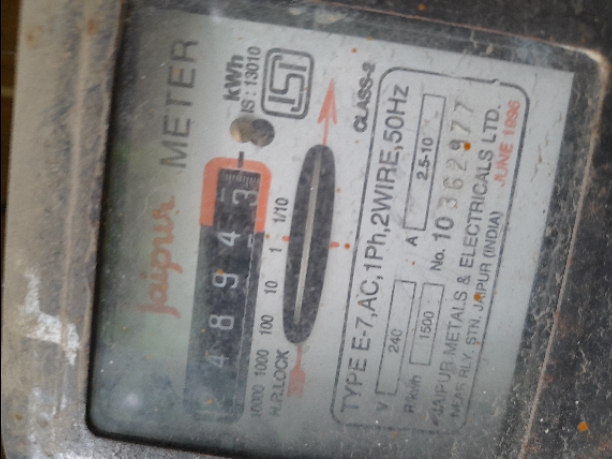 Jaipur METER
kWh
IS : 13010
ISI
4 8 9 4 3
10000 1000 100 10 1 1/10
H.R.LOCK
CLASS-2
TYPE E-7,AC,1Ph,2WIRE,50Hz
V 240 A 2.5-10
1500 No. 10362977
JAIPUR METALS & ELECTRICALS LTD.
NEAR RLY. STN. JAIPUR (INDIA) JUNE 1996